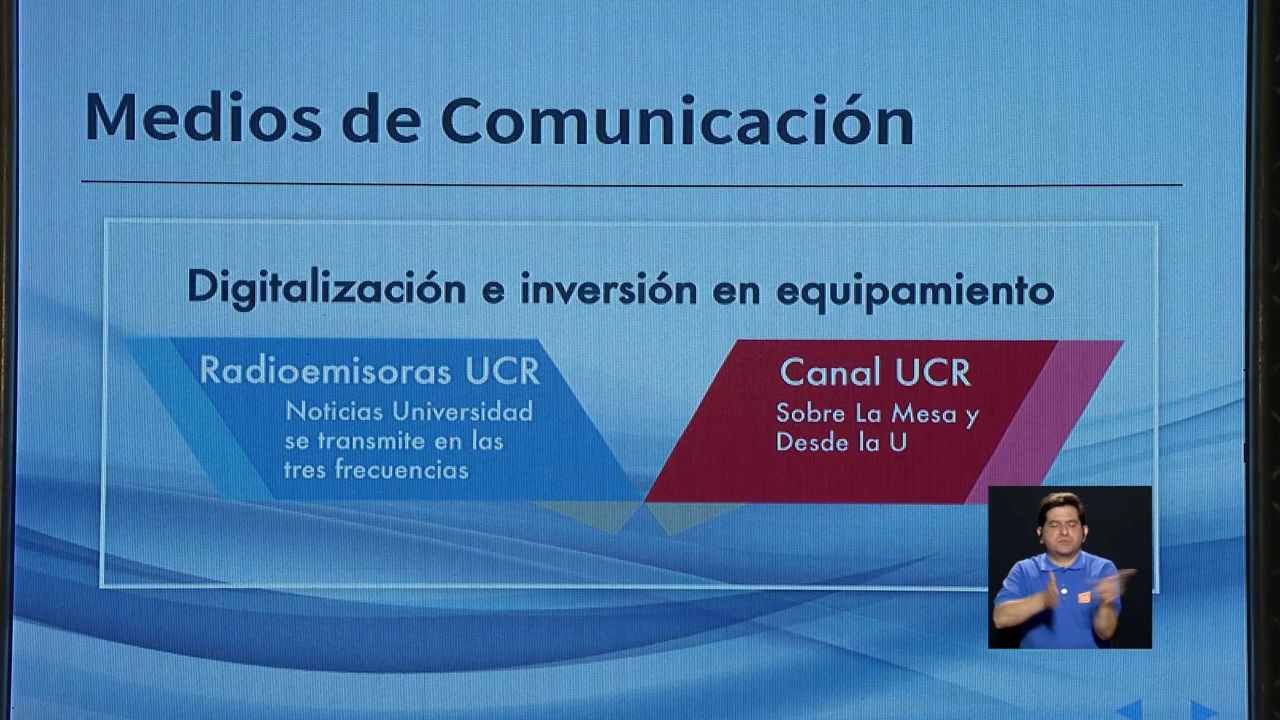 Medios de Comunicación
Digitalización e inversión en equipamiento
Radioemisoras UCR
Noticias Universidad
se transmite en las
tres frecuencias
Canal UCR
Sobre La Mesa y
Desde la U